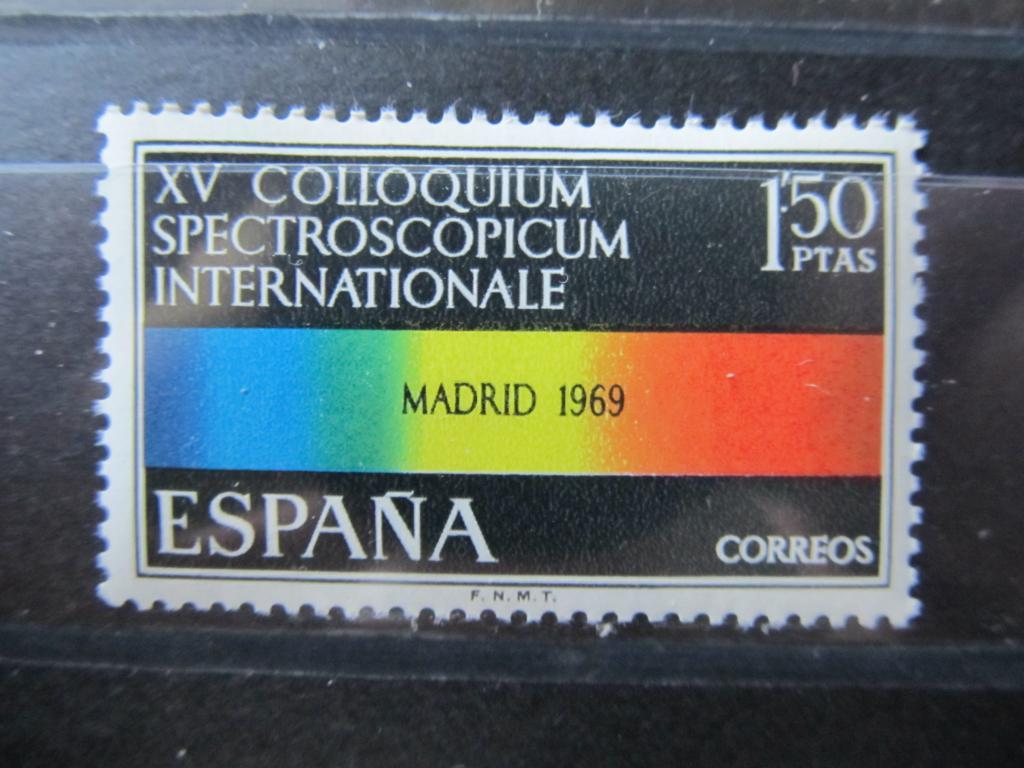 XV COLLOQUIUM
SPECTROSCOPICUM
INTERNATIONALE
1'50
PTAS
MADRID 1969
ESPAÑA
CORREOS
F. N. M. T.